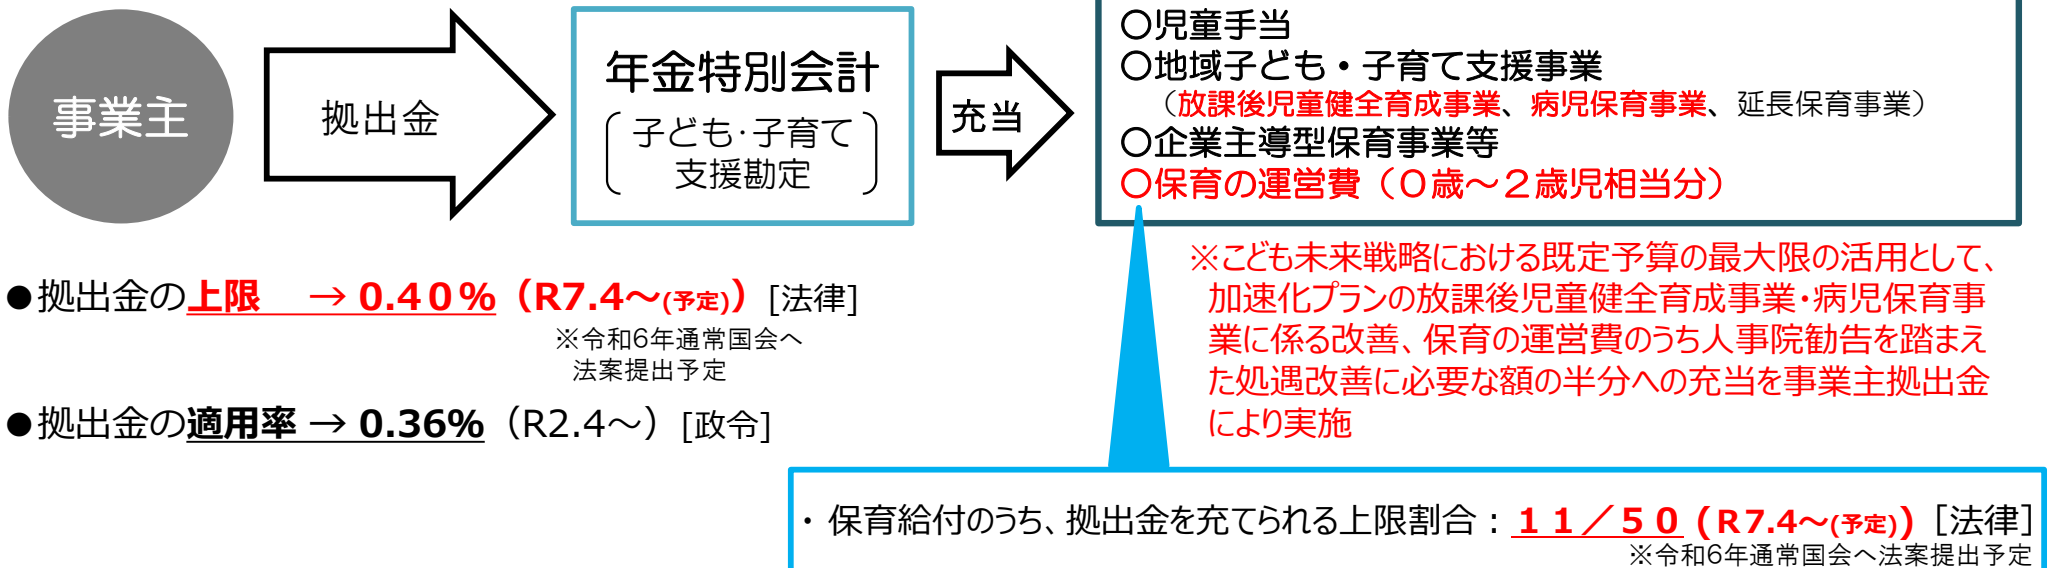 事業主
拠出金
年金特別会計
子ども・子育て
支援勘定
充当
○児童手当
○地域子ども・子育て支援事業
（放課後児童健全育成事業、病児保育事業、延長保育事業）
○企業主導型保育事業等
○保育の運営費（０歳～２歳児相当分）
●拠出金の上限　→ 0.４０％（R7.4～(予定)）[法律]
※令和6年通常国会へ
法案提出予定
●拠出金の適用率 → 0.36%（R2.4～）[政令]
※こども未来戦略における既定予算の最大限の活用として、
加速化プランの放課後児童健全育成事業・病児保育事
業に係る改善、保育の運営費のうち人事院勧告を踏まえ
た処遇改善に必要な額の半分への充当を事業主拠出金
により実施
・ 保育給付のうち、拠出金を充てられる上限割合：１１／５０（R7.4～(予定)）[法律]
※令和6年通常国会へ法案提出予定